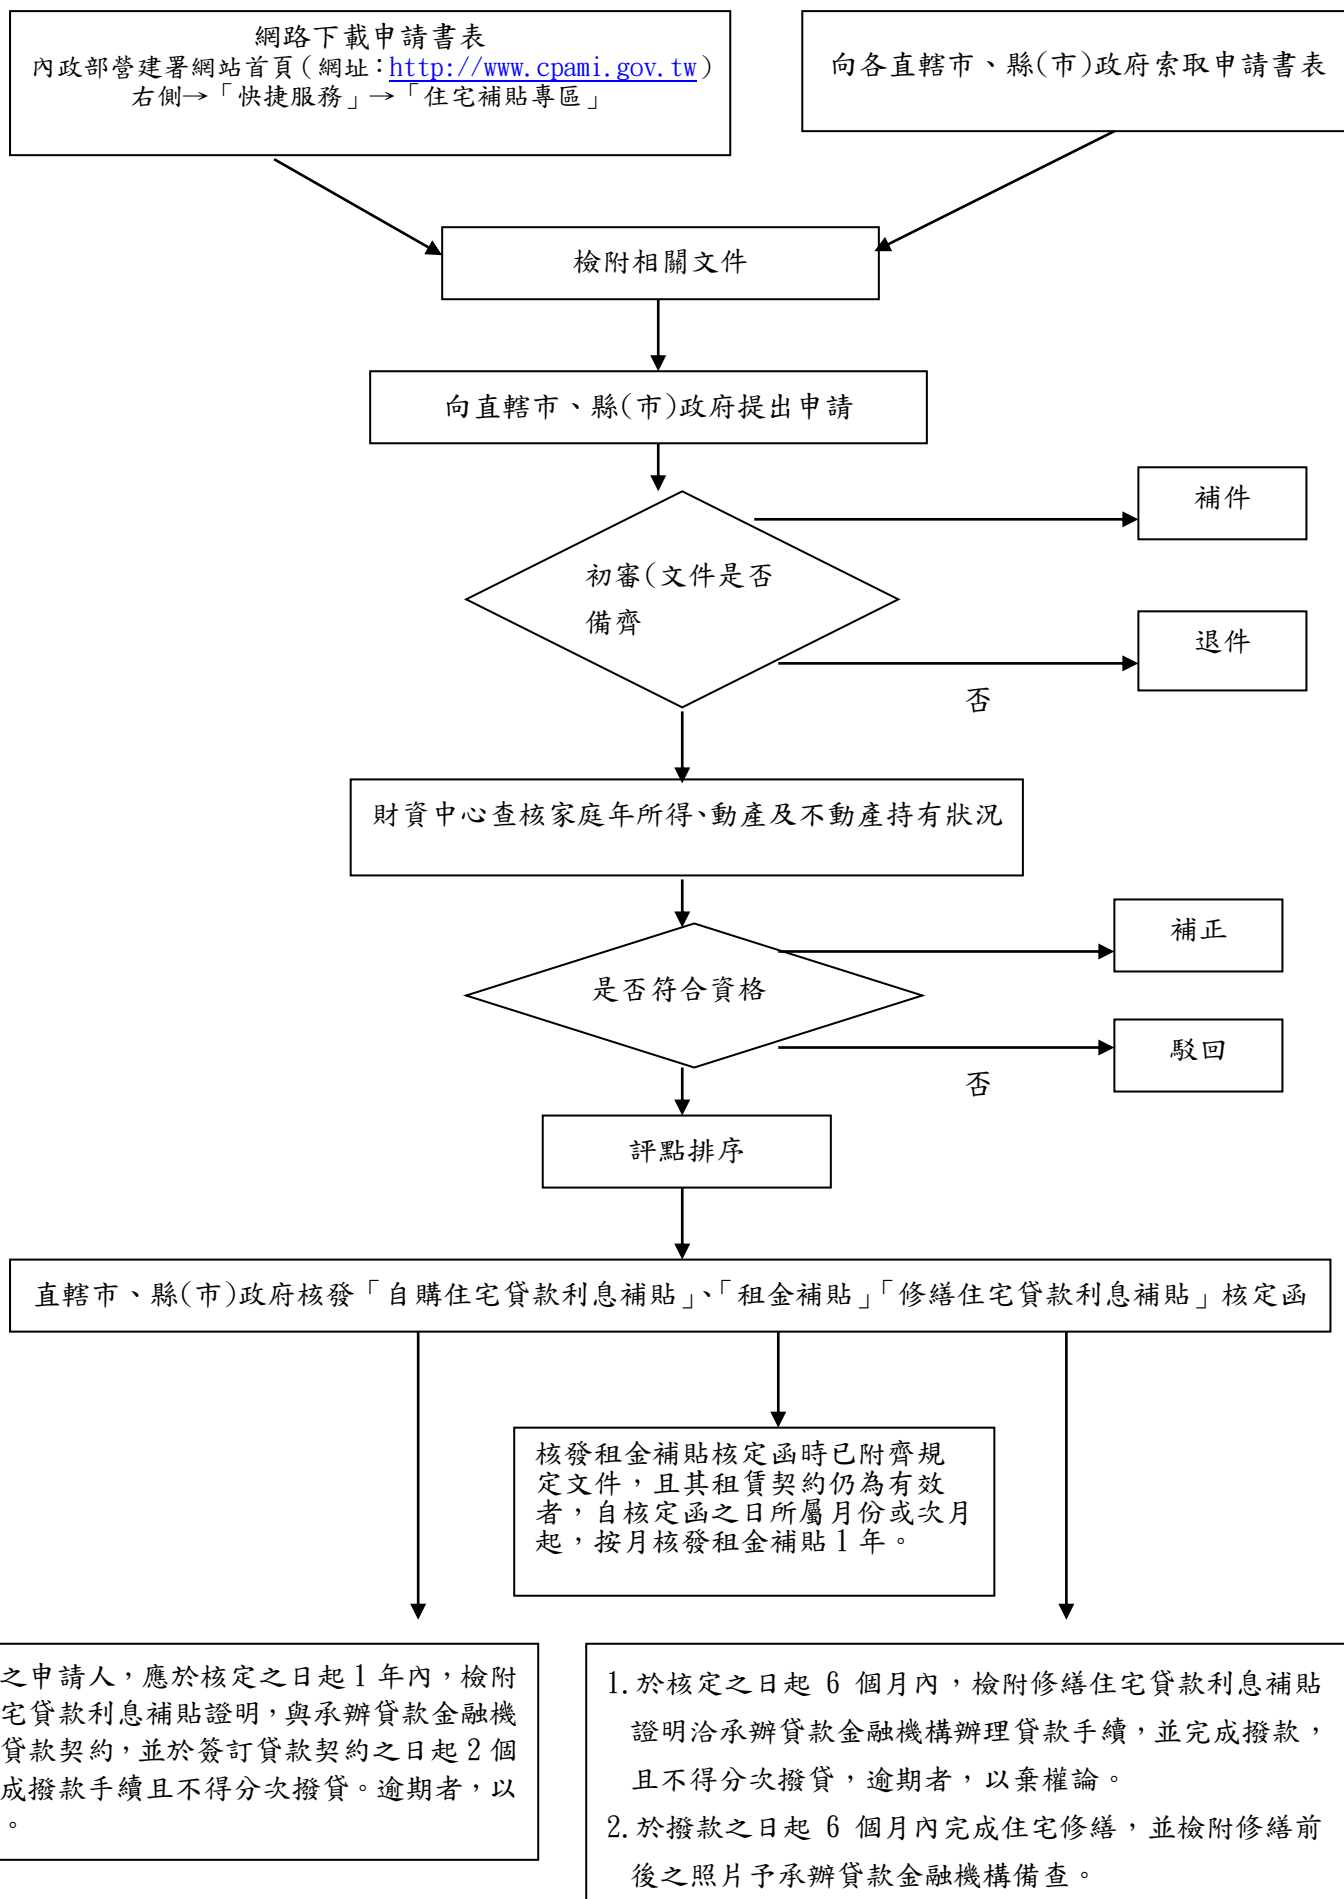 網路下載申請書表
內政部營建署網站首頁(網址:http://www.cpami.gov.tw)
右側→「快捷服務」→「住宅補貼專區」
向各直轄市、縣(市)政府索取申請書表
檢附相關文件
向直轄市、縣(市)政府提出申請
補件
初審(文件是否
備齊
退件
否
財資中心查核家庭年所得、動產及不動產持有狀況
補正
是否符合資格
駁回
否
評點排序
直轄市、縣(市)政府核發「自購住宅貸款利息補貼」、「租金補貼」「修繕住宅貸款利息補貼」核定函
核發租金補貼核定函時已附齊規
定文件,且其租賃契約仍為有效
者,自核定函之日所屬月份或次月
起,按月核發租金補貼1年。
之申請人,應於核定之日起1年內,檢附
宅貸款利息補貼證明,與承辦貸款金融機
貸款契約,並於簽訂貸款契約之日起2個
成撥款手續且不得分次撥貸。逾期者,以
。
1.於核定之日起 6 個月內,檢附修繕住宅貸款利息補貼
證明洽承辦貸款金融機構辦理貸款手續,並完成撥款,
且不得分次撥貸,逾期者,以棄權論。
2.於撥款之日起 6 個月內完成住宅修繕,並檢附修繕前
後之照片予承辦貸款金融機構備查。